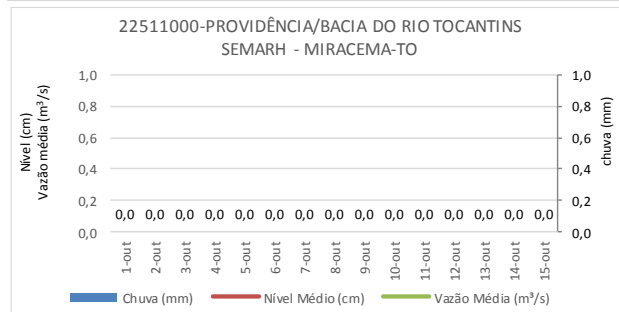 22511000-PROVIDÊNCIA/BACIA DO RIO TOCANTINS
SEMARH - MIRACEMA-TO
Nível (cm)
Vazão média (m³/s)
1,0
0,8
0,6
0,4
0,2
0,0
0,0 0,0 0,0 0,0 0,0 0,0 0,0 0,0 0,0 0,0 0,0 0,0 0,0 0,0 0,0
1,0
0,8
0,6
0,4
0,2
0,0
chuva (mm)
1-out 2-out 3-out 4-out 5-out 6-out 7-out 8-out 9-out 10-out 11-out 12-out 13-out 14-out 15-out
Chuva (mm) Nível Médio (cm) Vazão Média (m³/s)